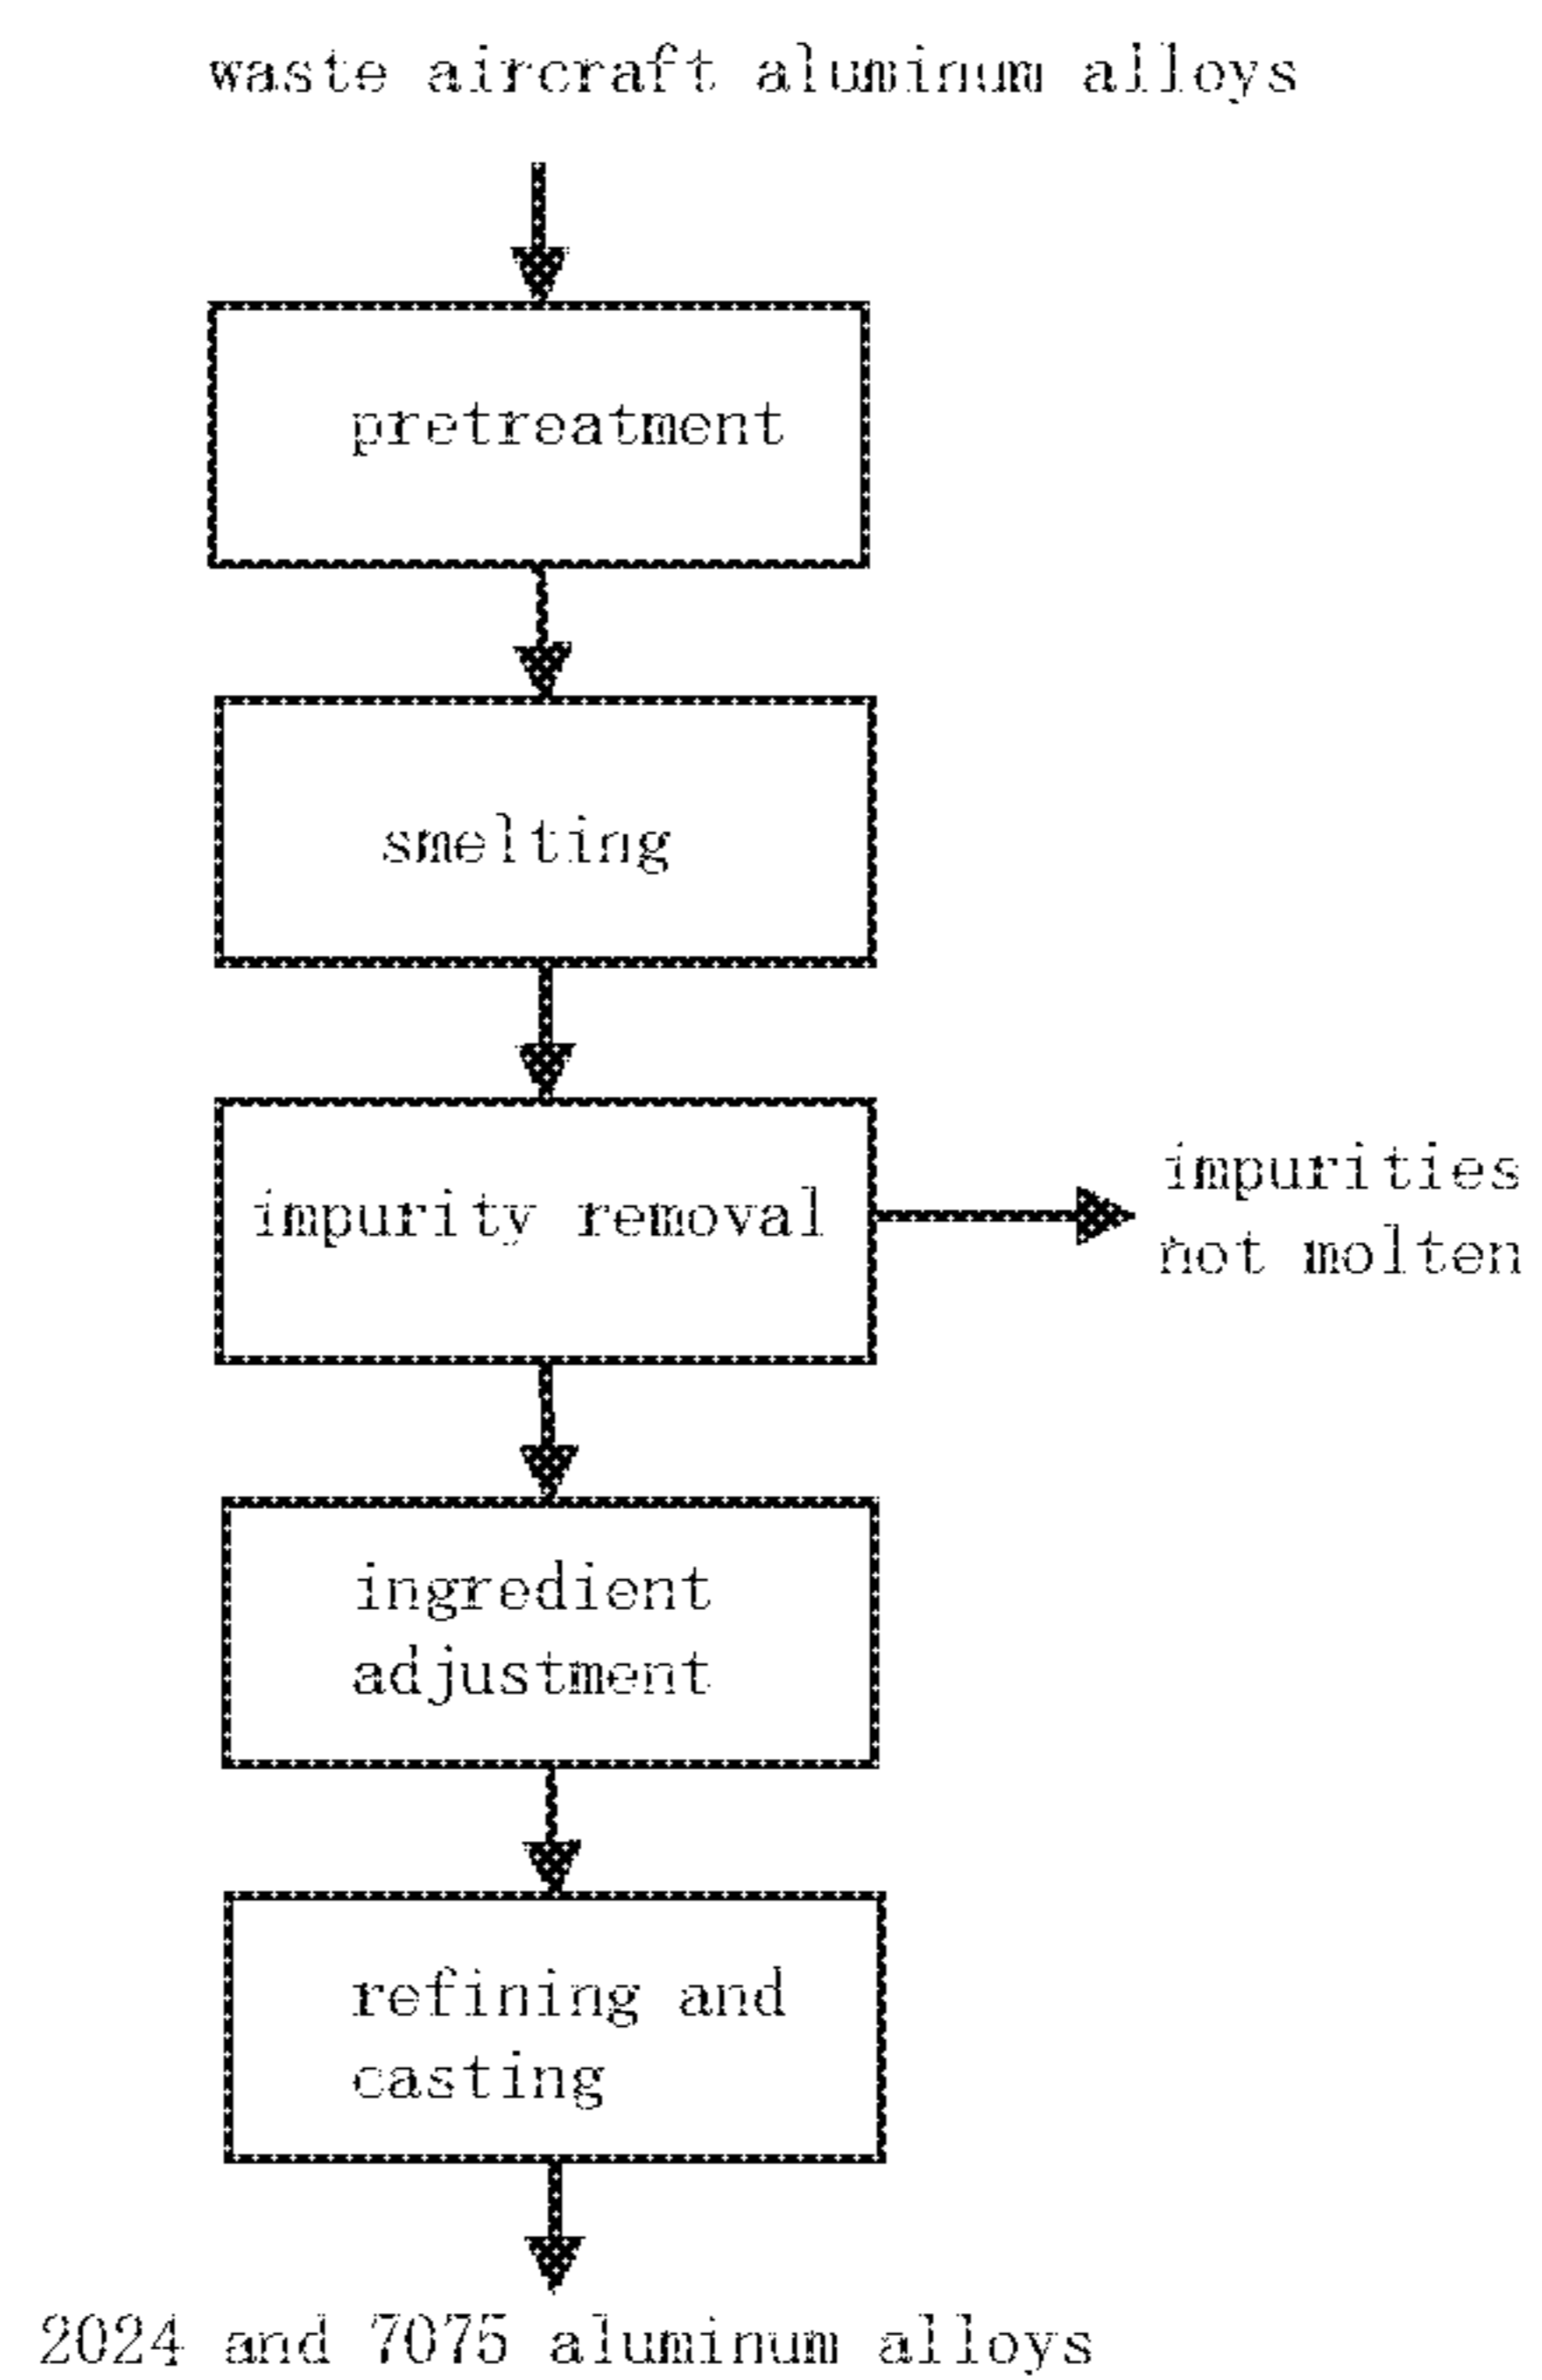 waste aircraft aluminum alloys
pretreatment
smelting
impurity removal
impurities
not molten
ingredient
adjustment
refining and
casting
2024 and 7075 aluminum alloys